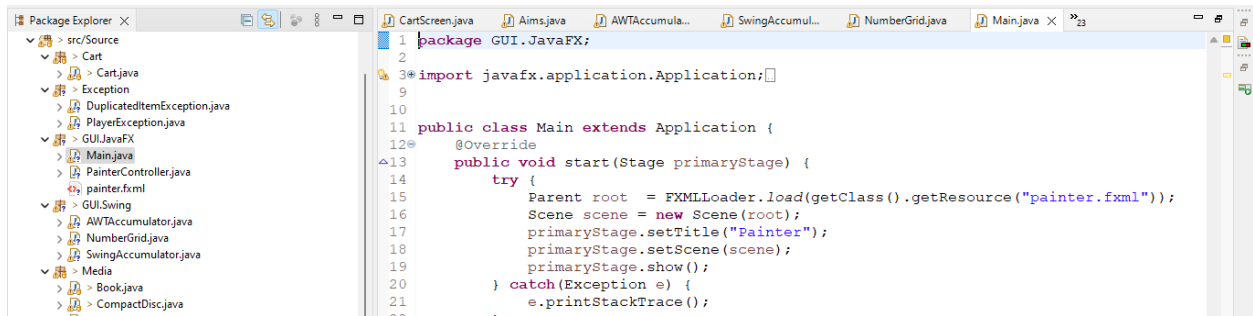 Package Explorer
CartScreen.java Aims.java AWTAccumula... SwingAccumul... NumberGrid.java Main.java »23
> src/Source
> Cart
> Cart.java
> Exception
DuplicatedItemException.java
PlayerException.java
> GUI.JavaFX
Main.java
PainterController.java
painter.fxml
> GUI.Swing
AWTAccumulator.java
NumberGrid.java
SwingAccumulator.java
> Media
> Book.java
> CompactDisc.java
1 package GUI.JavaFX;
2
3 import javafx.application.Application;
9
10
11 public class Main extends Application {
12 @Override
13 public void start(Stage primaryStage) {
14 try {
15 Parent root  = FXMLLoader.load(getClass().getResource("painter.fxml"));
16 Scene scene = new Scene(root);
17 primaryStage.setTitle("Painter");
18 primaryStage.setScene(scene);
19 primaryStage.show();
20 } catch(Exception e) {
21 e.printStackTrace();